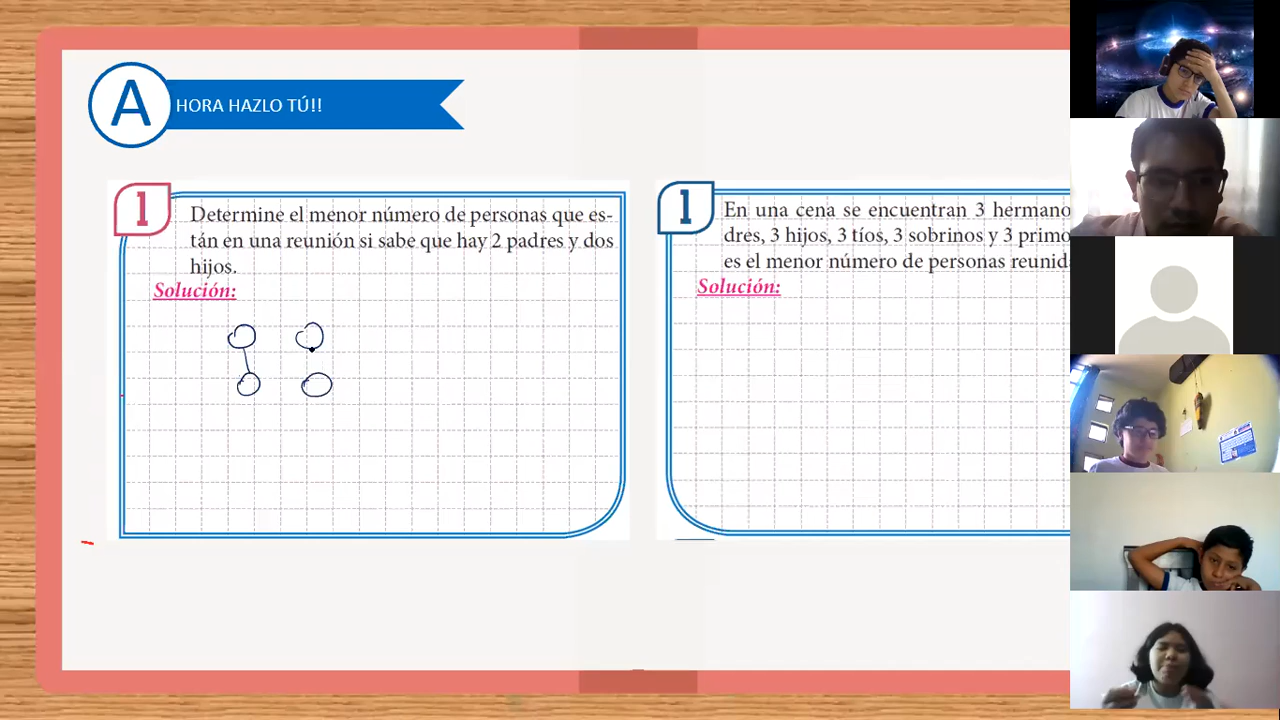 A
HORA HAZLO TÚ!!
1
Determine el menor número de personas que es-
tán en una reunión si sabe que hay 2 padres y dos
hijos.
Solución:
1
En una cena se encuentran 3 hermano
dres, 3 hijos, 3 tíos, 3 sobrinos y 3 primo
es el menor número de personas reunid
Solución: